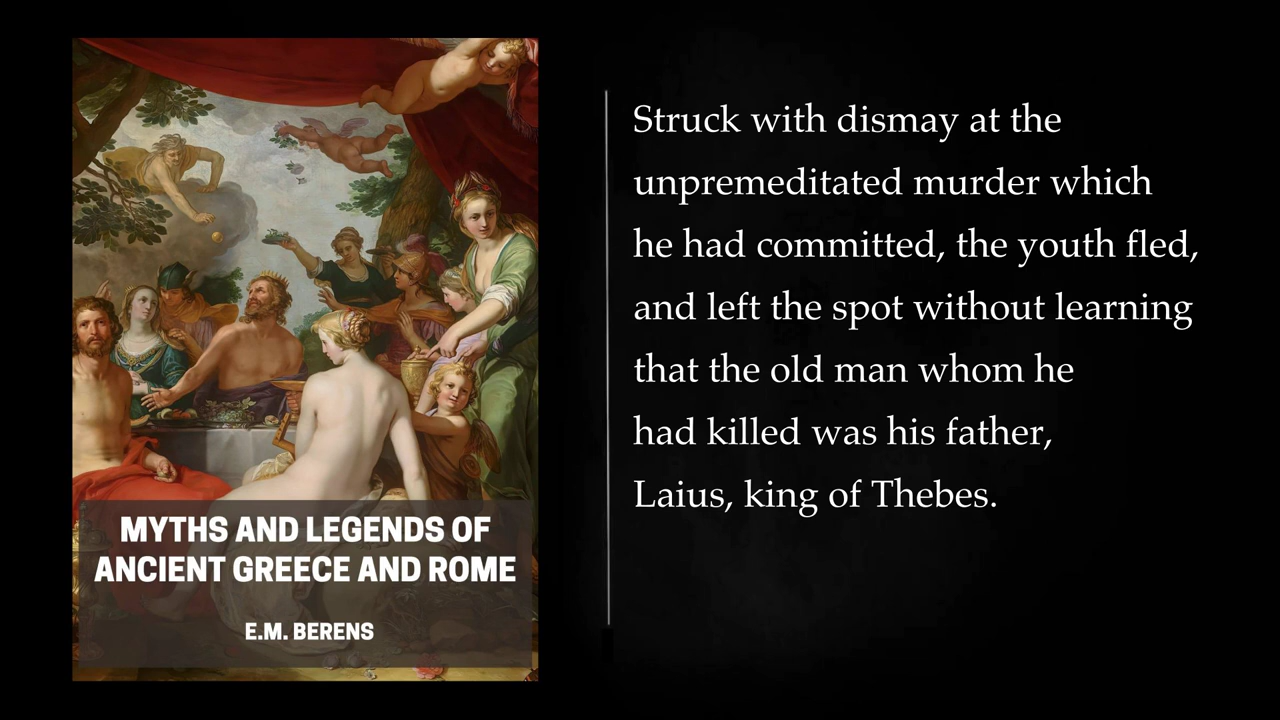 MYTHS AND LEGENDS OF
ANCIENT GREECE AND ROME
E.M. BERENS
Struck with dismay at the
unpremeditated murder which
he had committed, the youth fled,
and left the spot without learning
that the old man whom he
had killed was his father,
Laius, king of Thebes.